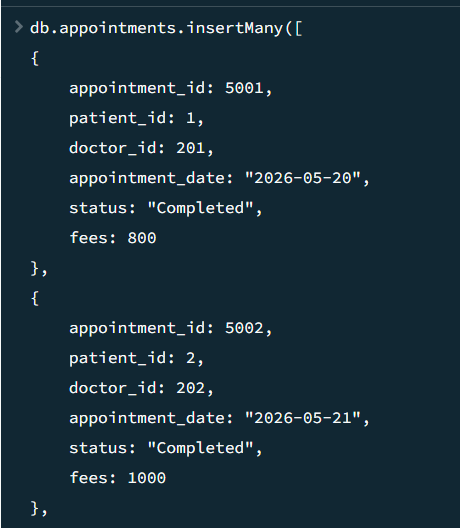 db.appointments.insertMany([
{
    appointment_id: 5001,
    patient_id: 1,
    doctor_id: 201,
    appointment_date: "2026-05-20",
    status: "Completed",
    fees: 800
},
{
    appointment_id: 5002,
    patient_id: 2,
    doctor_id: 202,
    appointment_date: "2026-05-21",
    status: "Completed",
    fees: 1000
},